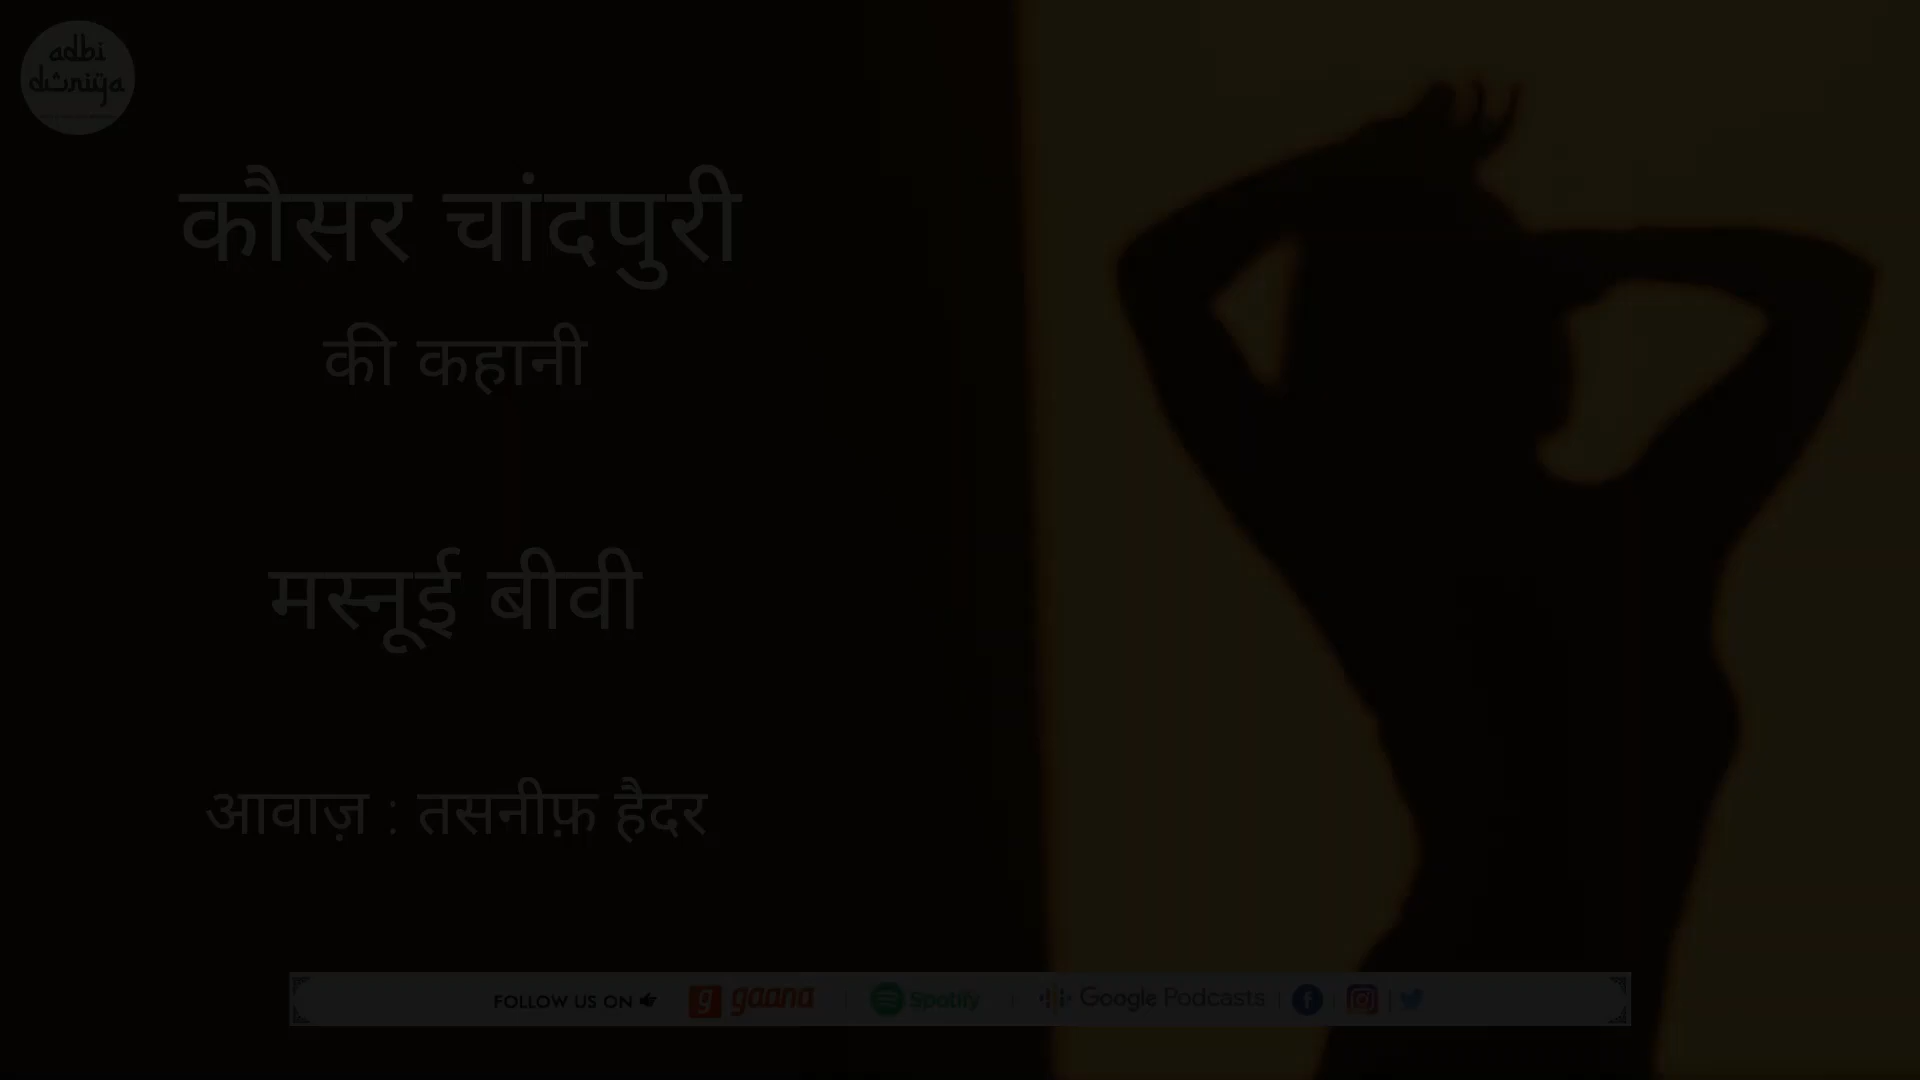 adbi
duniya
कौसर चांदपुरी
की कहानी
मस्नूई बीवी
आवाज़ : तसनीफ़ हैदर
FOLLOW US ON gaana | Spotify | Google Podcasts